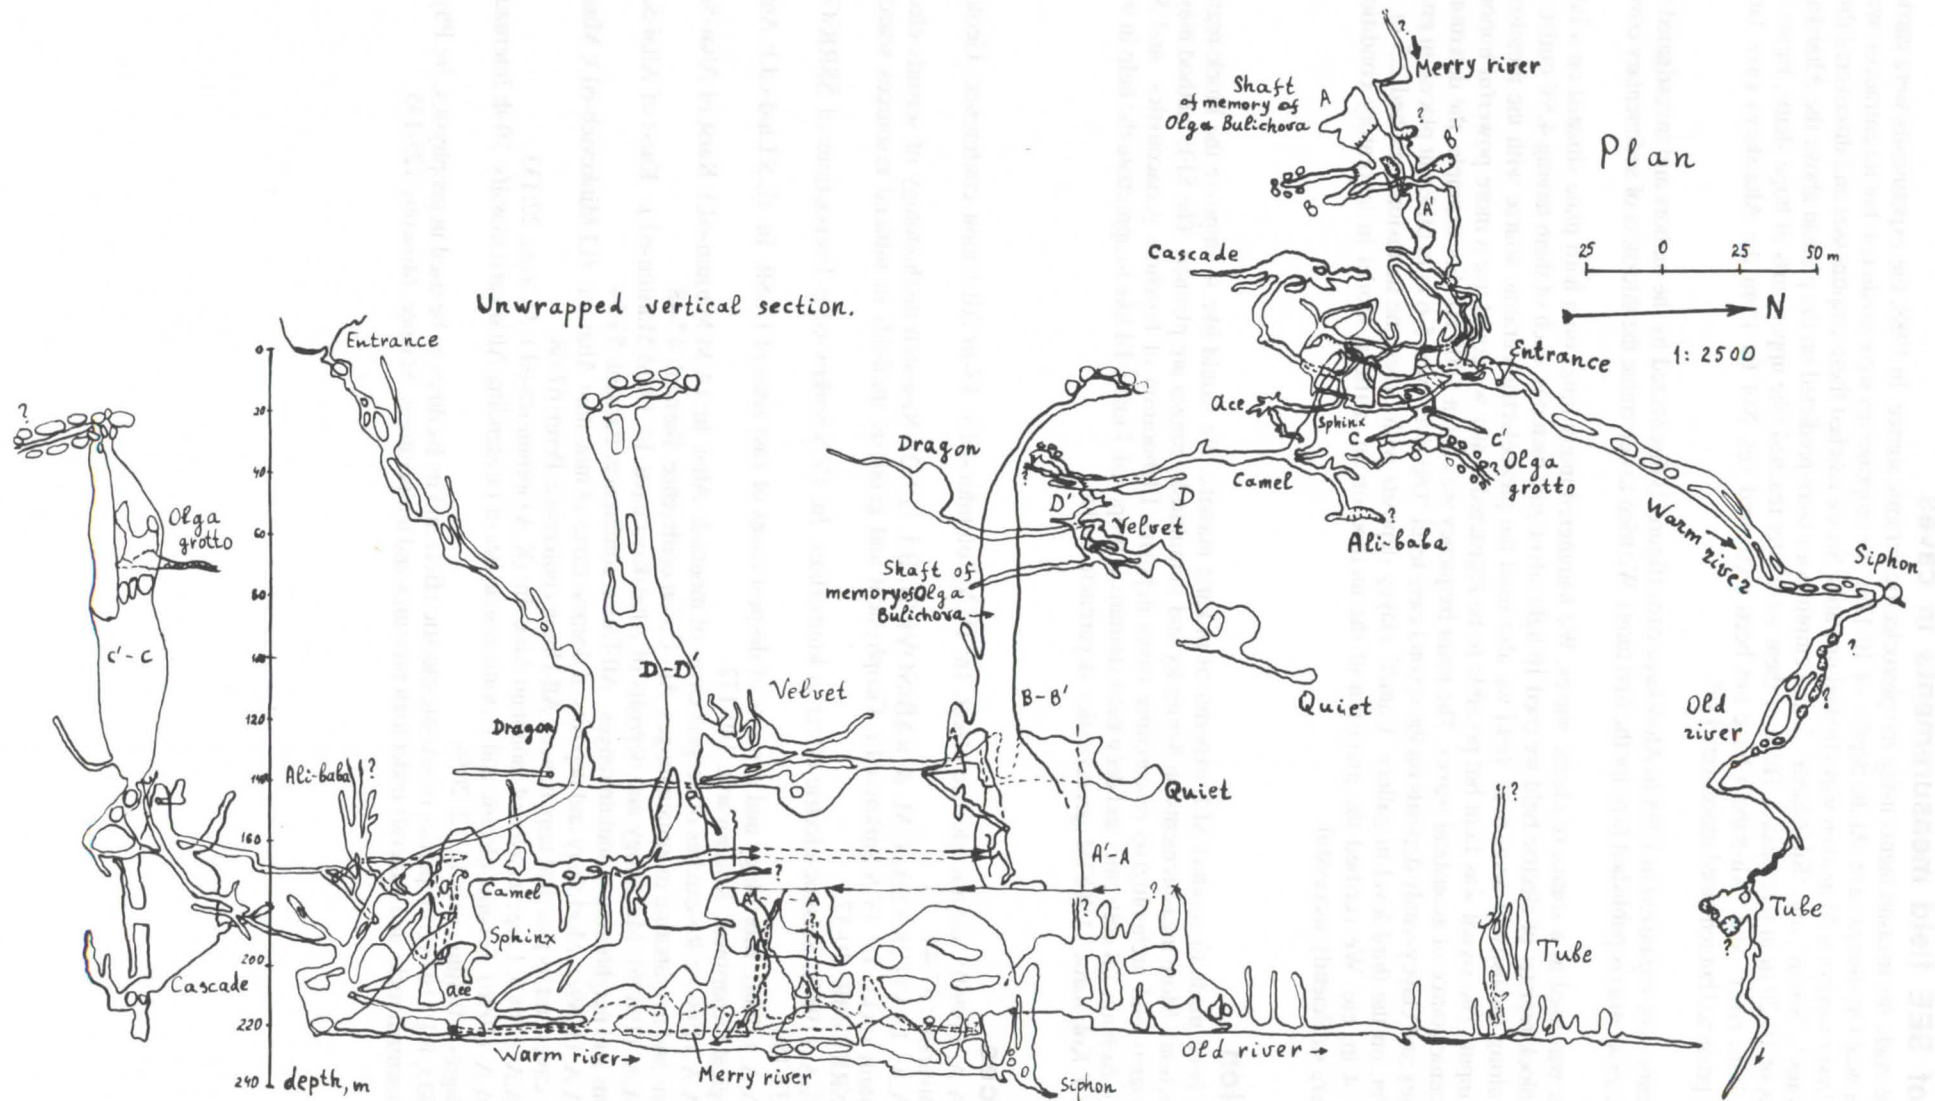 Merry river
Shaft
of memory of
Olga Bulichova
A
?
?
B'
B
A'
Plan
Cascade
25 0 25 50 m
N
1: 2500
Unwrapped vertical section.
Entrance
Entrance
0
20
40
60
80
100
120
140
160
200
220
240
depth, m
?
Olga
grotto
C'-C
Dragon
Shaft of
memory of Olga
Bulichova
D'
D
Velvet
ace
Sphinx
C
C'
Camel
Olga
grotto
?
?
Ali-baba
?
Warm river
Siphon
?
?
Old
river
Quiet
D-D'
Velvet
B-B'
Dragon
Ali-baba
?
Quiet
A'-A
Camel
?
? ?
A' - A
?
?
?
Sphinx
ace
Cascade
Tube
?
Tube
?
Warm river
Merry river
Old river
Siphon